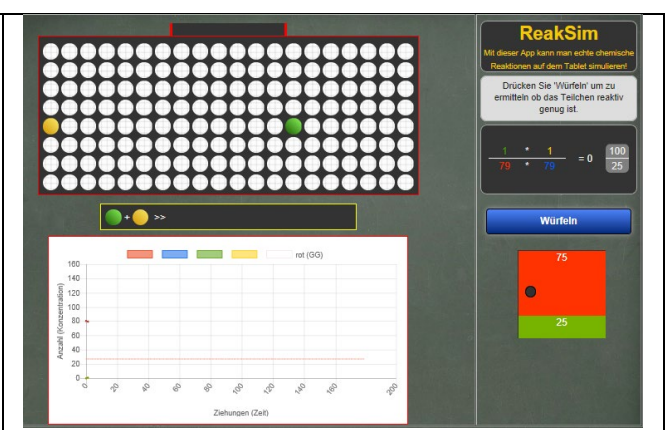 ReakSim
Mit dieser App kann man echte chemische
Reaktionen auf dem Tablet simulieren!
Drücken Sie 'Würfeln' um zu
ermitteln ob das Teilchen reaktiv
genug ist.
1 * 1
79 * 79
= 0
100
25
+ >>
Würfeln
75
25
rot (GG)
Anzahl (Konzentration)
160
140
120
100
80
60
40
20
0
0 20 40 60 80 100 120 140 160 200
Ziehungen (Zeit)